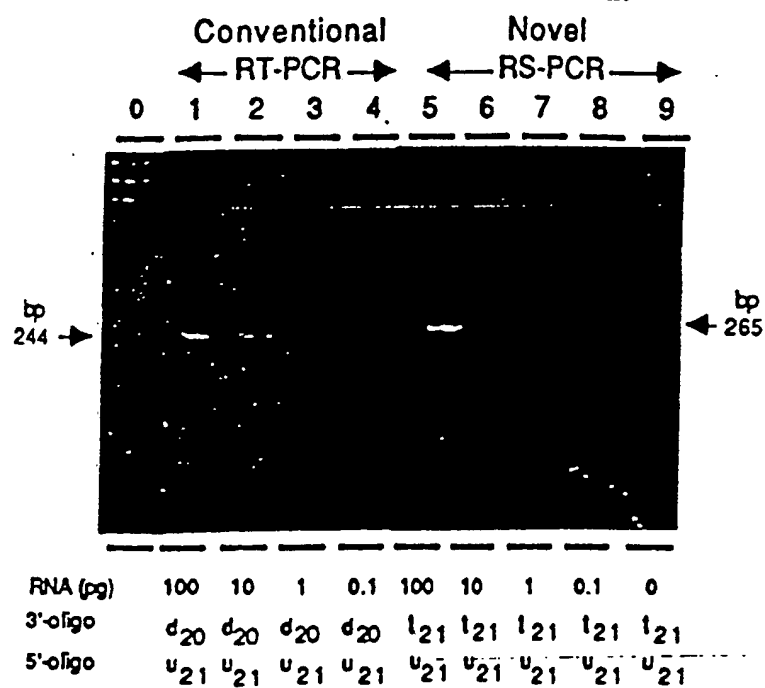 Conventional Novel
RT-PCR RS-PCR
0 1 2 3 4 5 6 7 8 9
bp
244
bp
265
RNA (pg) 100 10 1 0.1 100 10 1 0.1 0
3'-oligo d20 d20 d20 d20 t21 t21 t21 t21 t21
5'-oligo u21 u21 u21 u21 u21 u21 u21 u21 u21